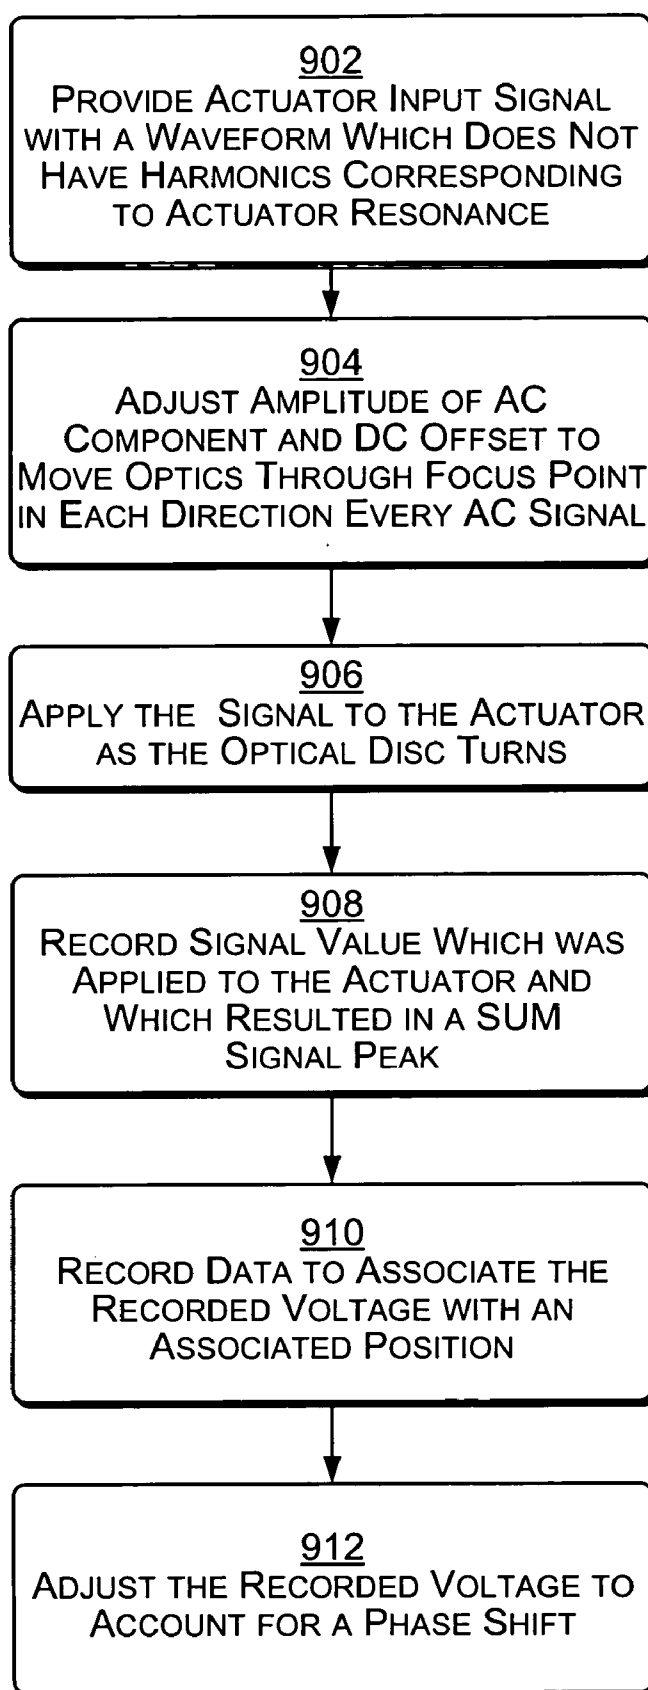 902
PROVIDE ACTUATOR INPUT SIGNAL
WITH A WAVEFORM WHICH DOES NOT
HAVE HARMONICS CORRESPONDING
TO ACTUATOR RESONANCE
904
ADJUST AMPLITUDE OF AC
COMPONENT AND DC OFFSET TO
MOVE OPTICS THROUGH FOCUS POINT
IN EACH DIRECTION EVERY AC SIGNAL
906
APPLY THE SIGNAL TO THE ACTUATOR
AS THE OPTICAL DISC TURNS
908
RECORD SIGNAL VALUE WHICH WAS
APPLIED TO THE ACTUATOR AND
WHICH RESULTED IN A SUM
SIGNAL PEAK
910
RECORD DATA TO ASSOCIATE THE
RECORDED VOLTAGE WITH AN
ASSOCIATED POSITION
912
ADJUST THE RECORDED VOLTAGE TO
ACCOUNT FOR A PHASE SHIFT